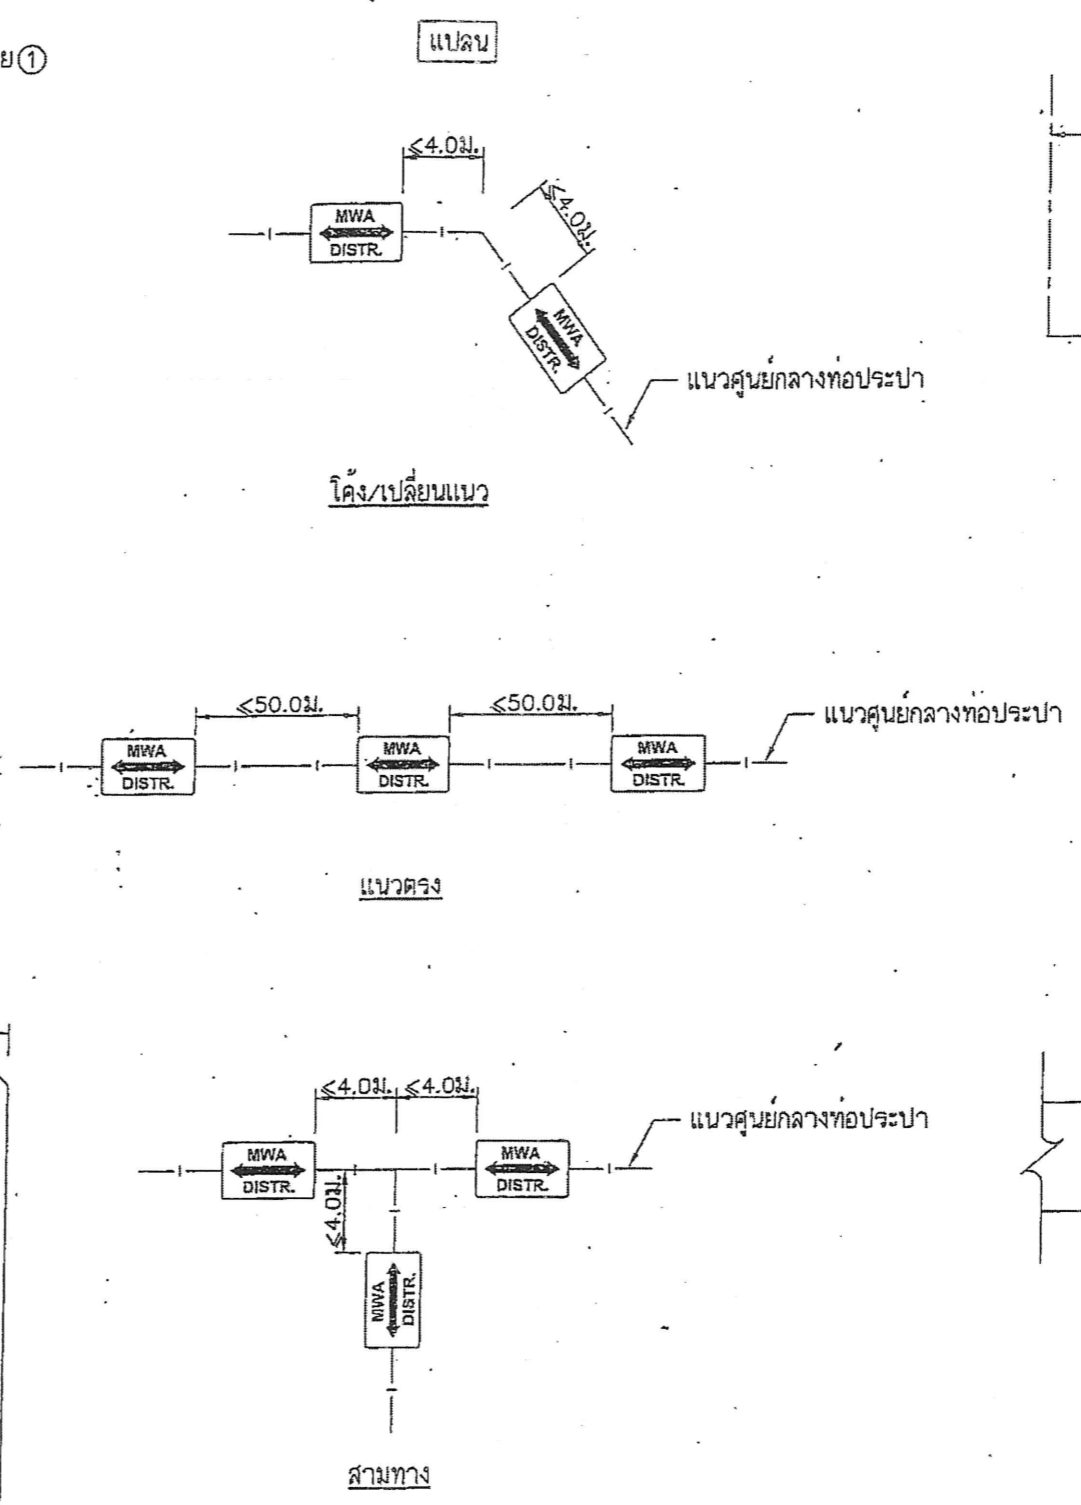 แปลน
ย①
≤4.0ม.
≤4.0ม.
MWA
DISTR.
MWA
DISTR.
แนวศูนย์กลางท่อประปา
โค้ง/เปลี่ยนแนว
≤50.0ม.
≤50.0ม.
แนวศูนย์กลางท่อประปา
MWA
DISTR.
MWA
DISTR.
MWA
DISTR.
แนวตรง
≤4.0ม.
≤4.0ม.
แนวศูนย์กลางท่อประปา
MWA
DISTR.
MWA
DISTR.
≤4.0ม.
MWA
DISTR.
สามทาง